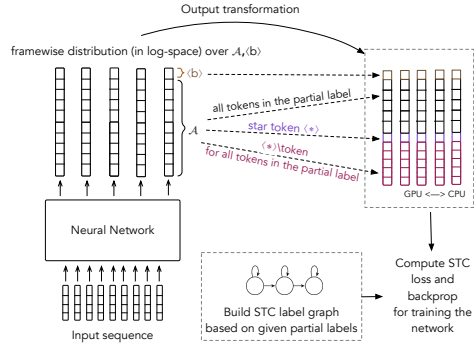 Output transformation
framewise distribution (in log-space) over 𝒜,⟨b⟩
⟨b⟩
𝒜
all tokens in the partial label
star token ⟨*⟩
⟨*⟩\token
for all tokens in the partial label
GPU <—> CPU
Neural Network
Input sequence
Build STC label graph
based on given partial labels
Compute STC
loss and
backprop
for training the
network